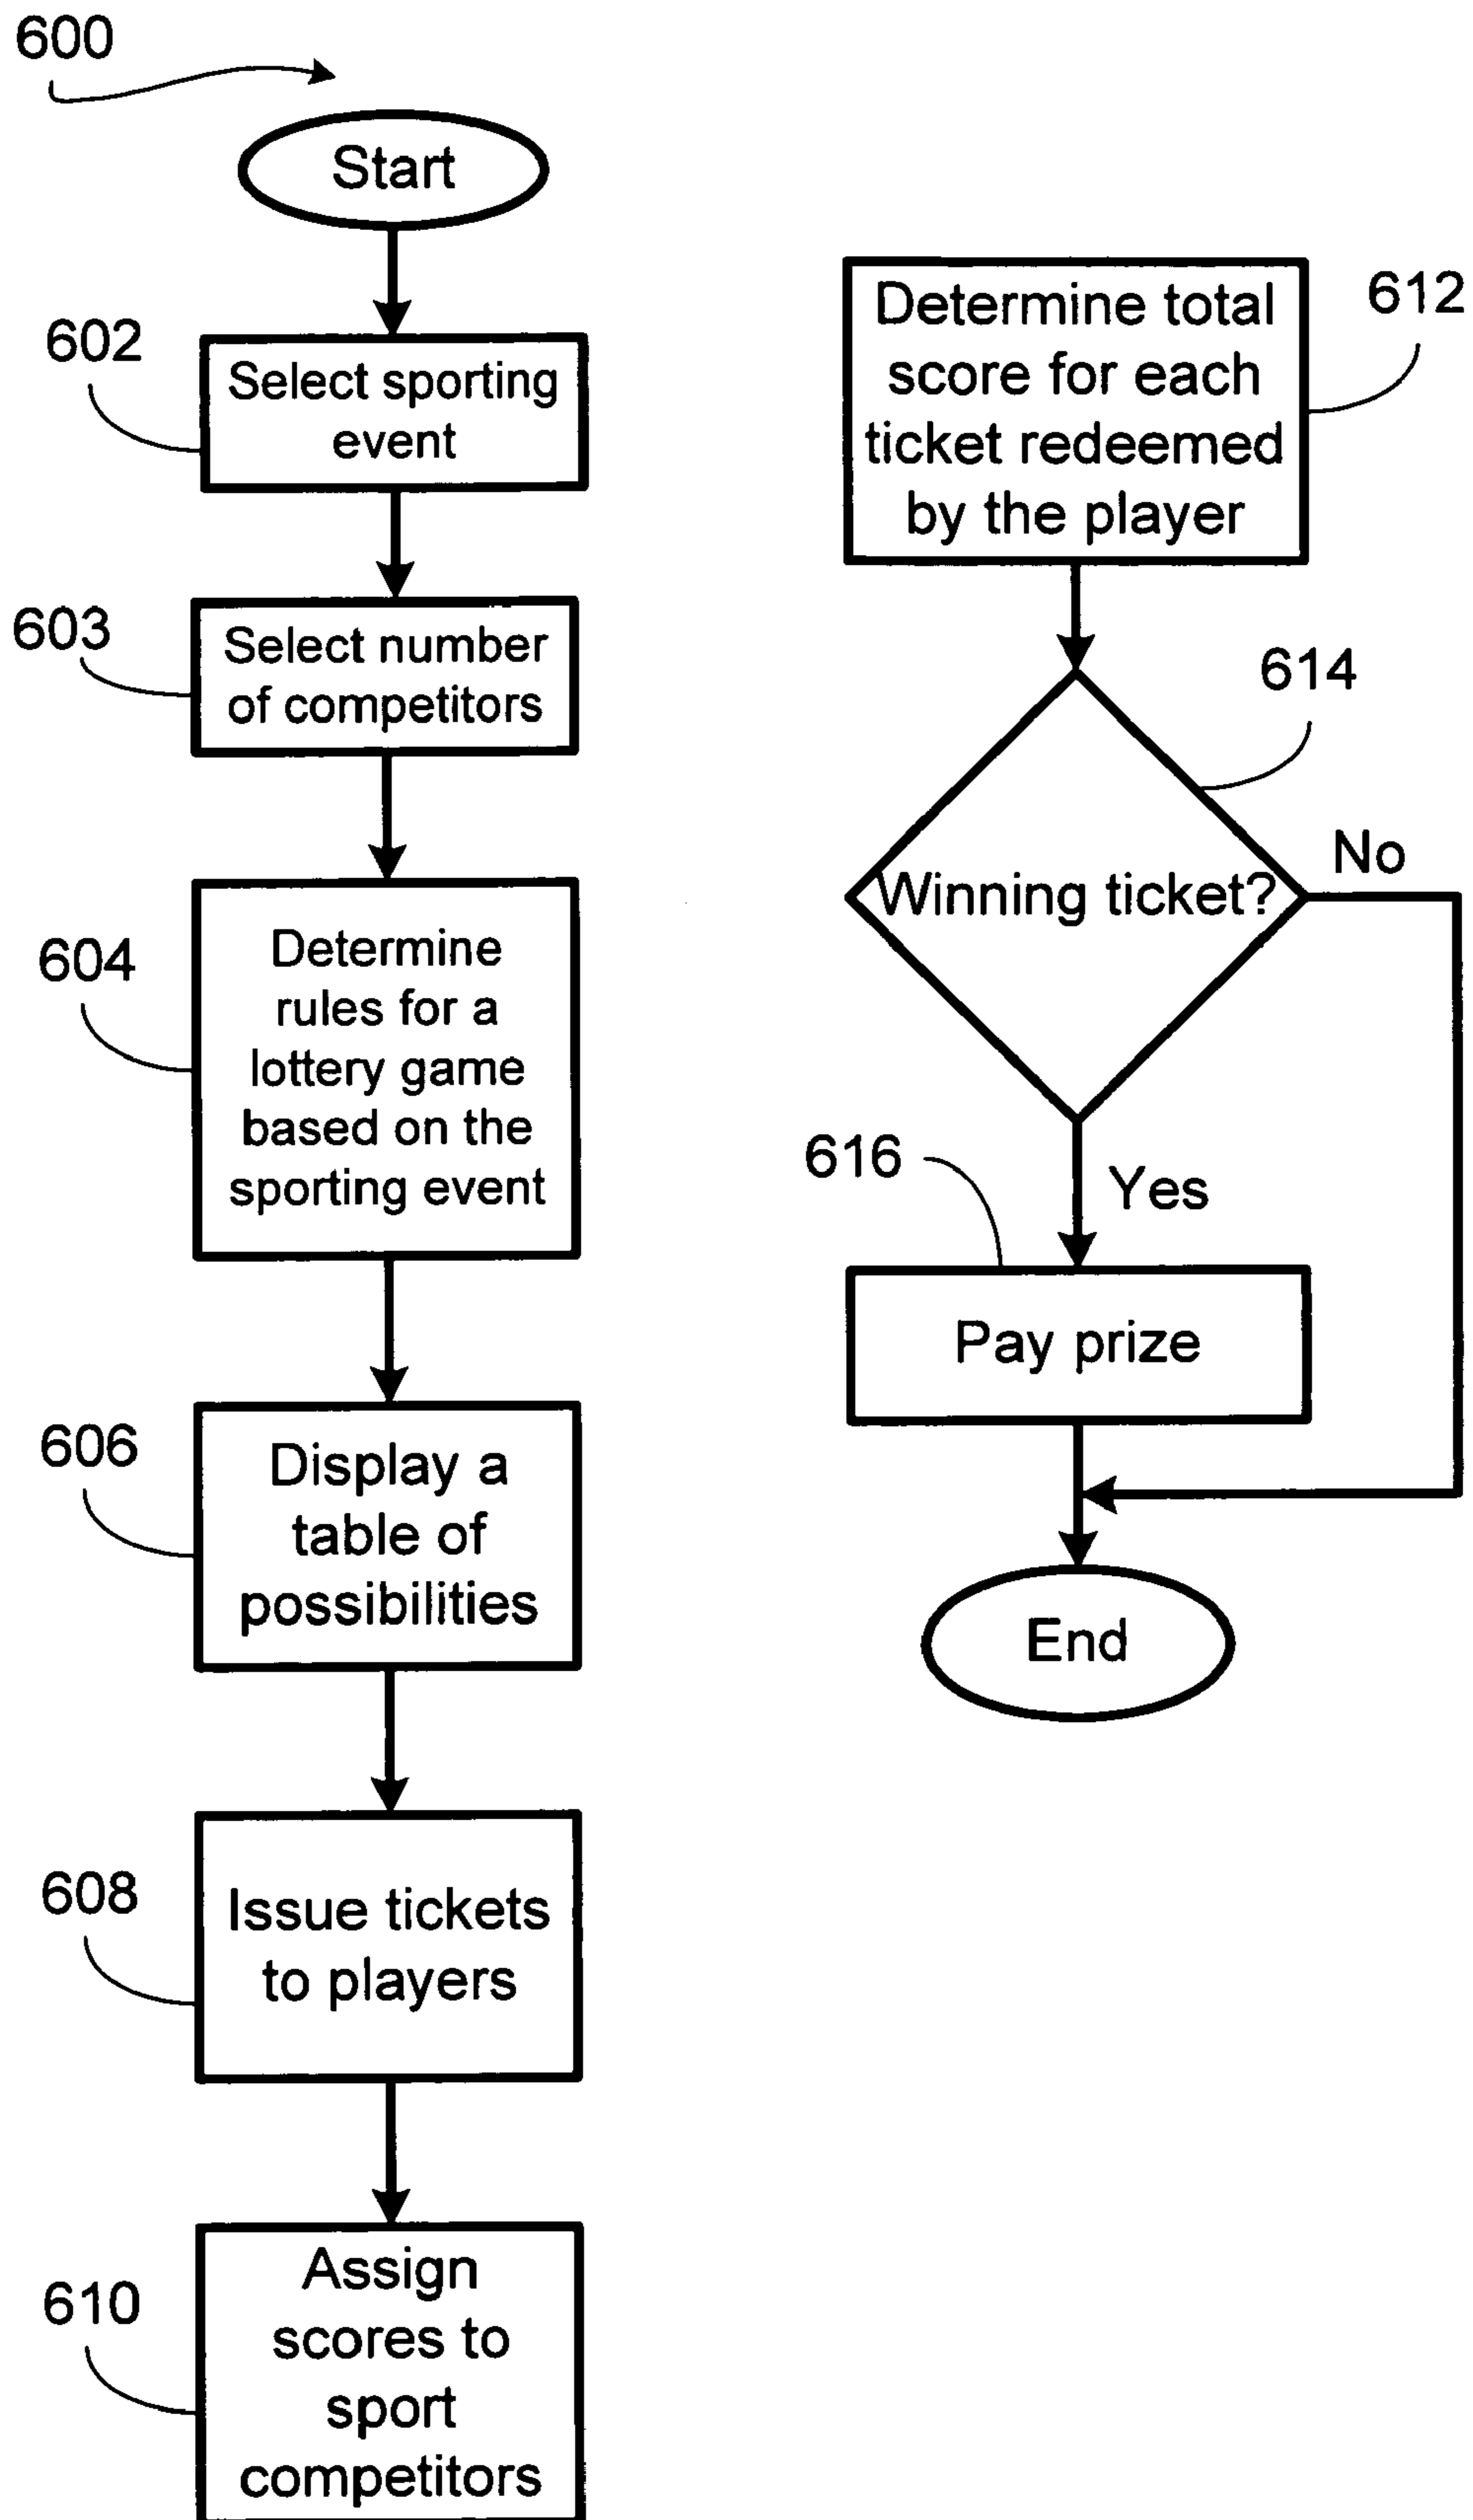 600
Start
602
Select sporting
event
603
Select number
of competitors
604
Determine
rules for a
lottery game
based on the
sporting event
606
Display a
table of
possibilities
608
Issue tickets
to players
610
Assign
scores to
sport
competitors
612
Determine total
score for each
ticket redeemed
by the player
614
Winning ticket?
No
Yes
616
Pay prize
End